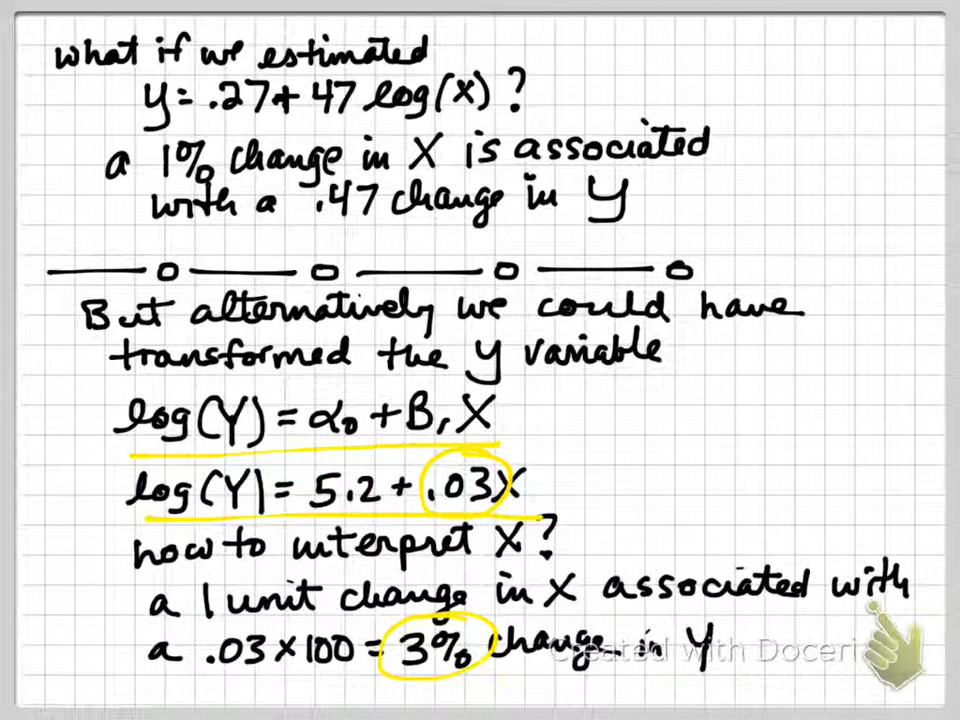 what if we estimated
y = .27 + 47 log(x) ?
a 1% change in X is associated
with a .47 change in Y
But alternatively we could have
transformed the Y variable
log(Y) = α₀ + B₁ X
log(Y) = 5.2 + .03X
how to interpret X?
a 1 unit change in X associated with
a .03 x 100 = 3% change in Y
Created with Doceri